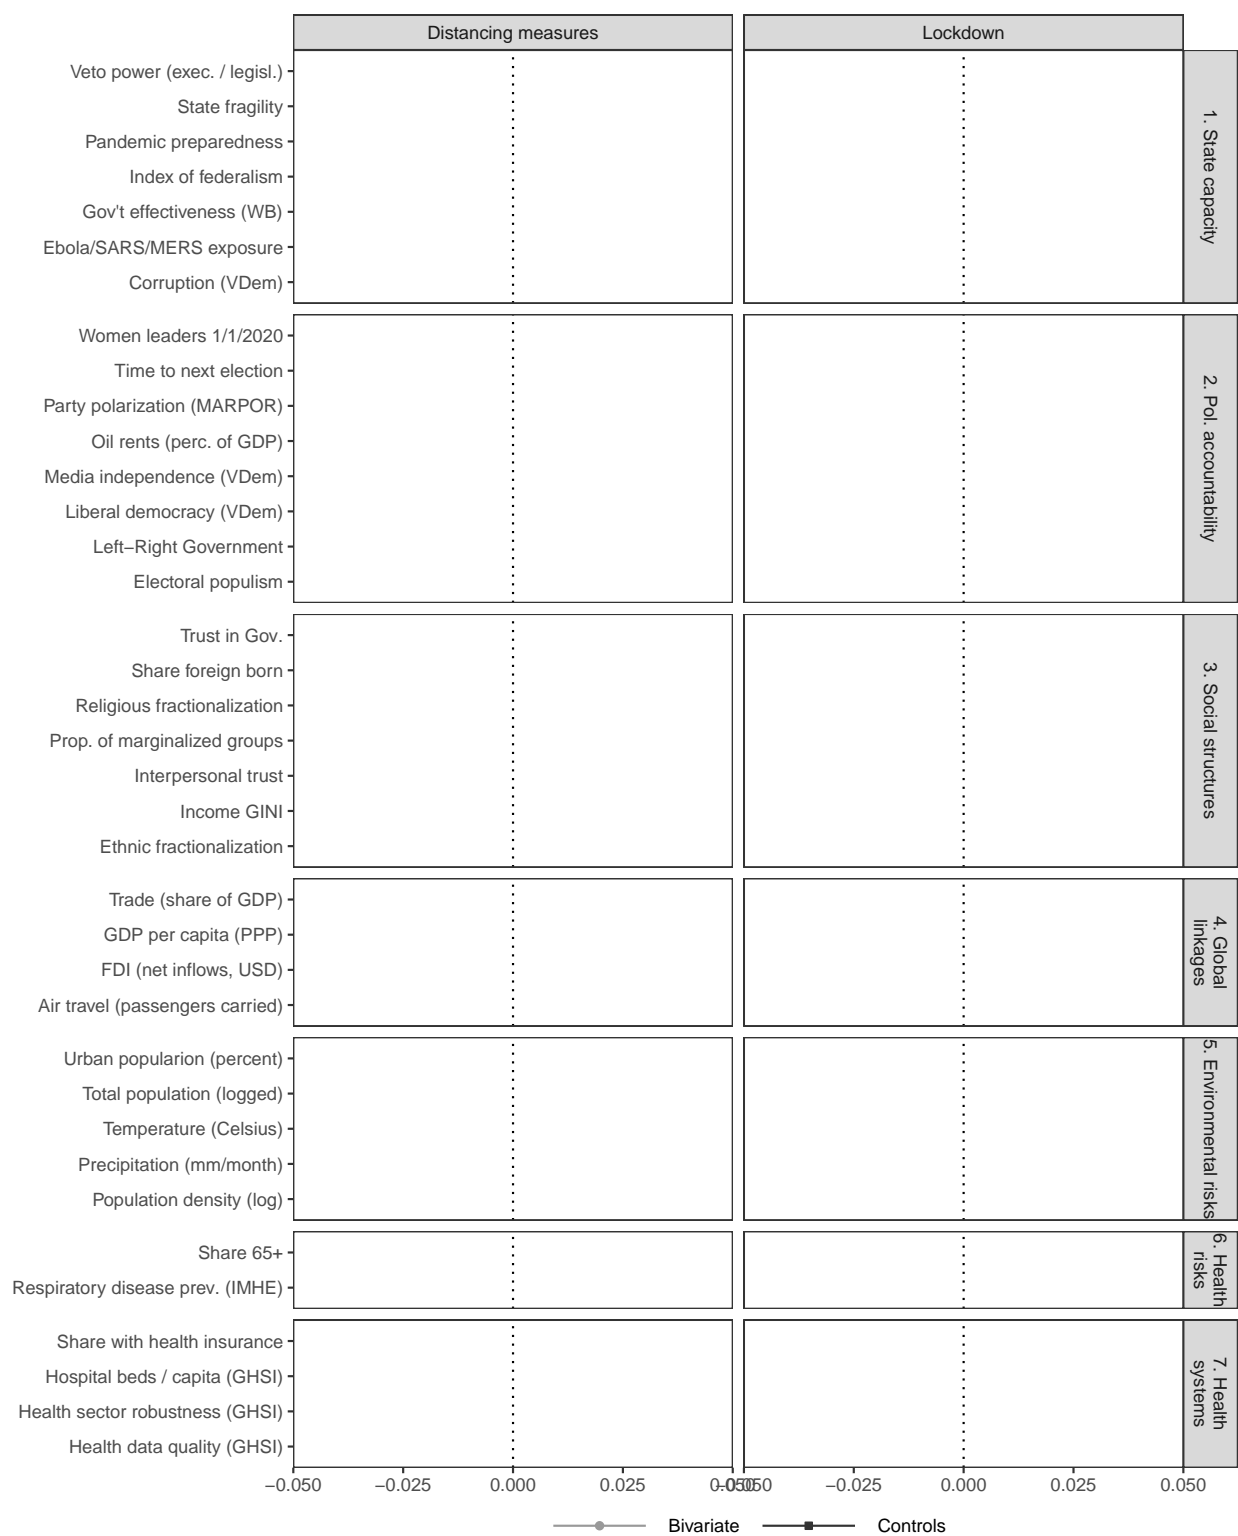 Distancing measures
Lockdown
Veto power (exec. / legisl.)
State fragility
Pandemic preparedness
Index of federalism
Gov't effectiveness (WB)
Ebola/SARS/MERS exposure
Corruption (VDem)
1. State capacity
Women leaders 1/1/2020
Time to next election
Party polarization (MARPOR)
Oil rents (perc. of GDP)
Media independence (VDem)
Liberal democracy (VDem)
Left−Right Government
Electoral populism
2. Pol. accountability
Trust in Gov.
Share foreign born
Religious fractionalization
Prop. of marginalized groups
Interpersonal trust
Income GINI
Ethnic fractionalization
3. Social structures
Trade (share of GDP)
GDP per capita (PPP)
FDI (net inflows, USD)
Air travel (passengers carried)
4. Global
linkages
Urban popularion (percent)
Total population (logged)
Temperature (Celsius)
Precipitation (mm/month)
Population density (log)
5. Environmental risks
Share 65+
Respiratory disease prev. (IMHE)
6. Health
risks
Share with health insurance
Hospital beds / capita (GHSI)
Health sector robustness (GHSI)
Health data quality (GHSI)
7. Health
systems
−0.050 −0.025 0.000 0.025 0.050
−0.050 −0.025 0.000 0.025 0.050
Bivariate Controls